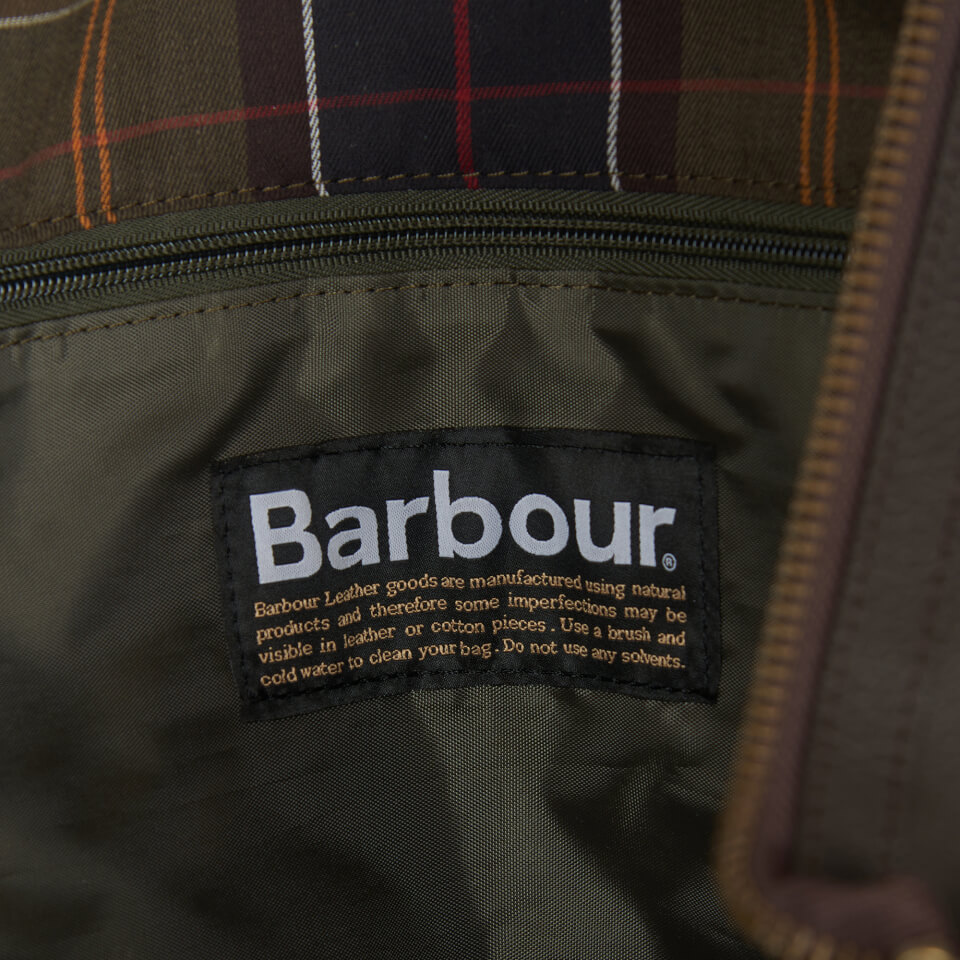 Barbour®
Barbour Leather goods are manufactured using natural
products and therefore some imperfections may be
visible in leather or cotton pieces. Use a brush and
cold water to clean your bag. Do not use any solvents.